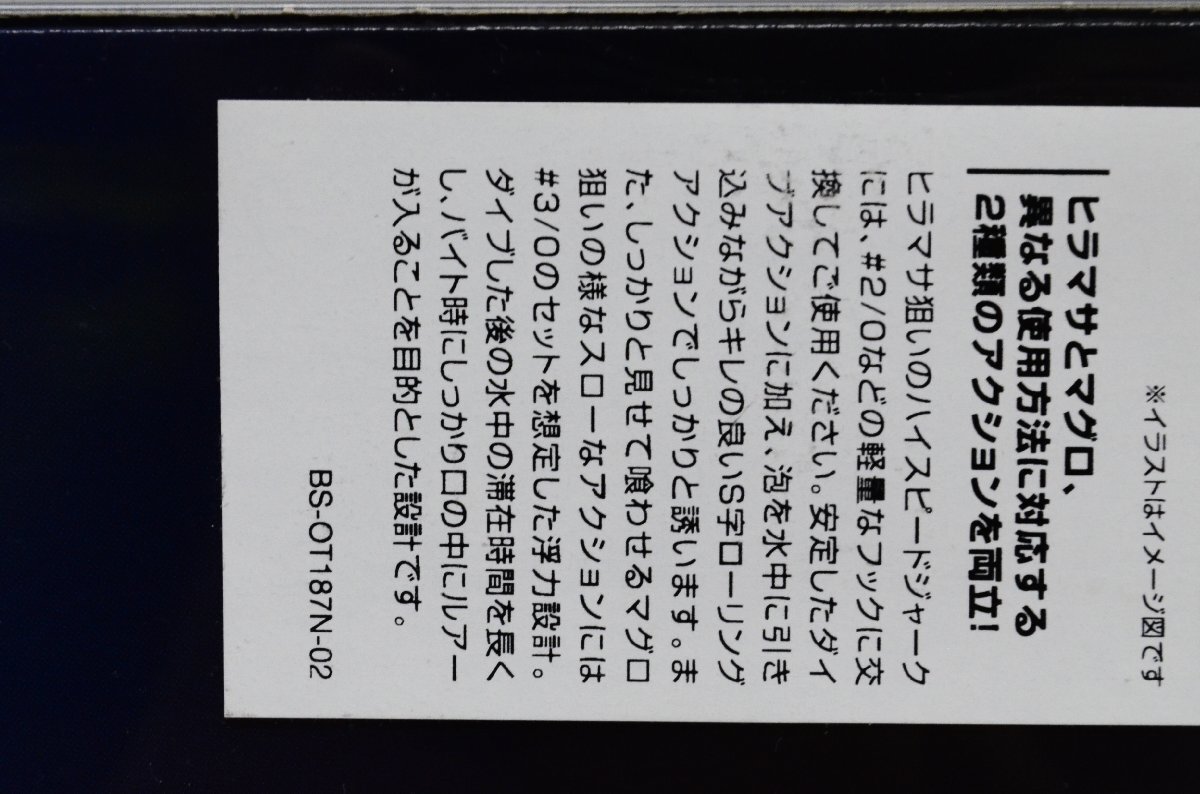 ※イラストはイメージ図です
ヒラマサとマグロ、
異なる使用方法に対応する
2種類のアクションを両立!
ヒラマサ狙いのハイスピードジャーク
には、#2/0などの軽量なフックに交
換してご使用ください。安定したダイ
ブアクションに加え、泡を水中に引き
込みながらキレの良いS字ローリング
アクションでしっかりと誘います。ま
た、しっかりと見せて喰わせるマグロ
狙いの様なスローなアクションには
#3/0のセットを想定した浮力設計。
ダイブした後の水中の滞在時間を長く
し、バイト時にしっかり口の中にルアー
が入ることを目的とした設計です。
BS-OT187N-02